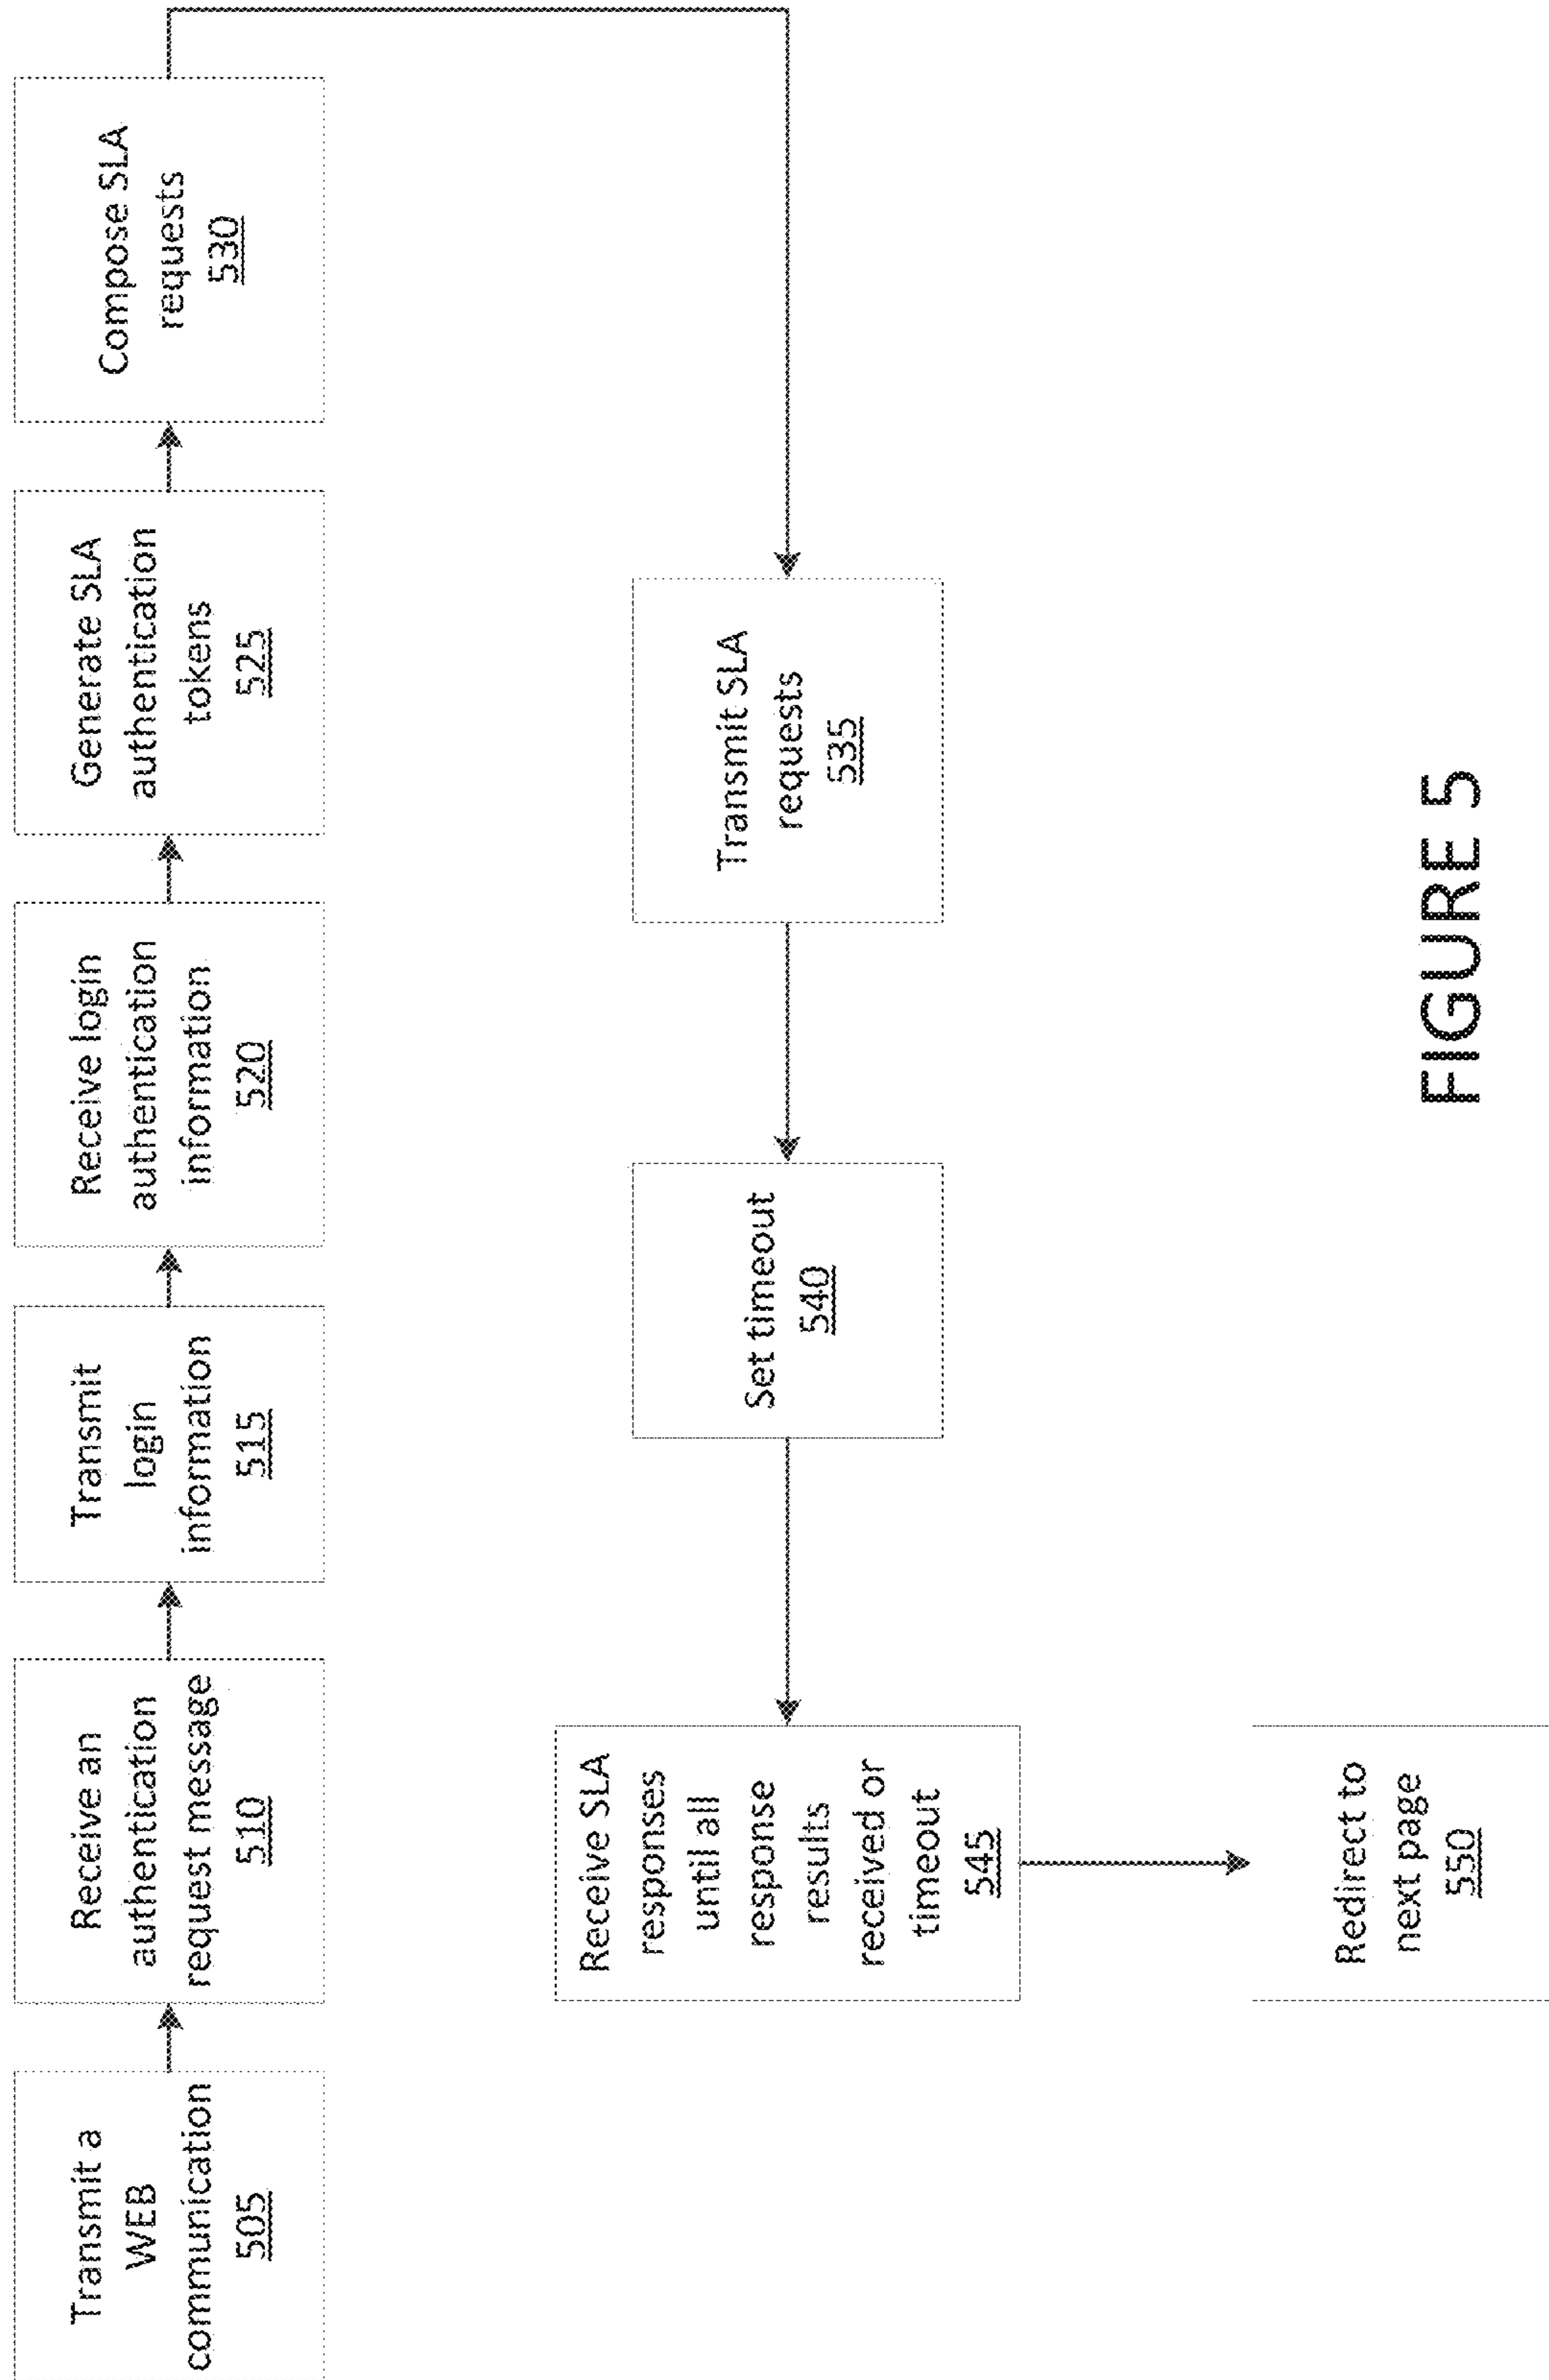 Transmit a
WEB
communication
505
Receive an
authentication
request message
510
Transmit
login
information
515
Receive login
authentication
information
520
Generate SLA
authentication
tokens
525
Compose SLA
requests
530
Transmit SLA
requests
535
Set timeout
540
Receive SLA
responses
until all
response
results
received or
timeout
545
Redirect to
next page
550
FIGURE 5